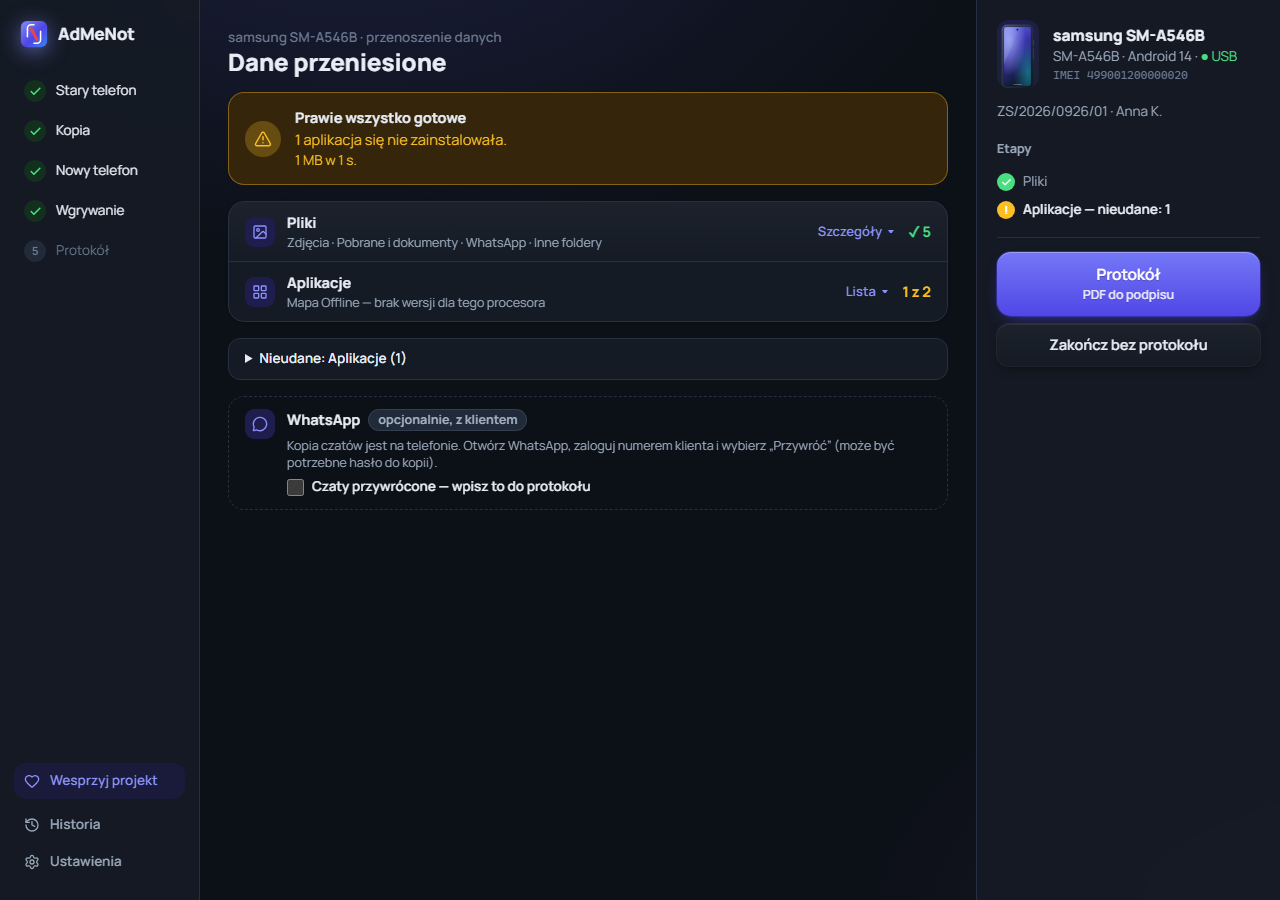 AdMeNot
Stary telefon
Kopia
Nowy telefon
Wgrywanie
5 Protokół
Wesprzyj projekt
Historia
Ustawienia
samsung SM-A546B · przenoszenie danych
Dane przeniesione
Prawie wszystko gotowe
1 aplikacja się nie zainstalowała.
1 MB w 1 s.
Pliki
Zdjęcia · Pobrane i dokumenty · WhatsApp · Inne foldery
Szczegóły ✓ 5
Aplikacje
Mapa Offline — brak wersji dla tego procesora
Lista 1 z 2
Nieudane: Aplikacje (1)
WhatsApp opcjonalnie, z klientem
Kopia czatów jest na telefonie. Otwórz WhatsApp, zaloguj numerem klienta i wybierz „Przywróć” (może być
potrzebne hasło do kopii).
Czaty przywrócone — wpisz to do protokołu
samsung SM-A546B
SM-A546B · Android 14 · ● USB
IMEI 499001200000020
ZS/2026/0926/01 · Anna K.
Etapy
Pliki
Aplikacje — nieudane: 1
Protokół
PDF do podpisu
Zakończ bez protokołu